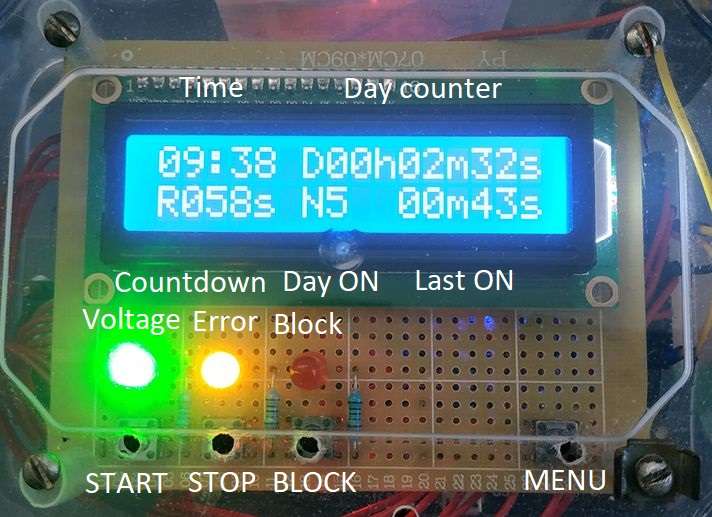 PY 07CM*09CM
Time Day counter
09:38 D00h02m32s
R058s N5 00m43s
Countdown Day ON Last ON
Voltage Error Block
START STOP BLOCK MENU